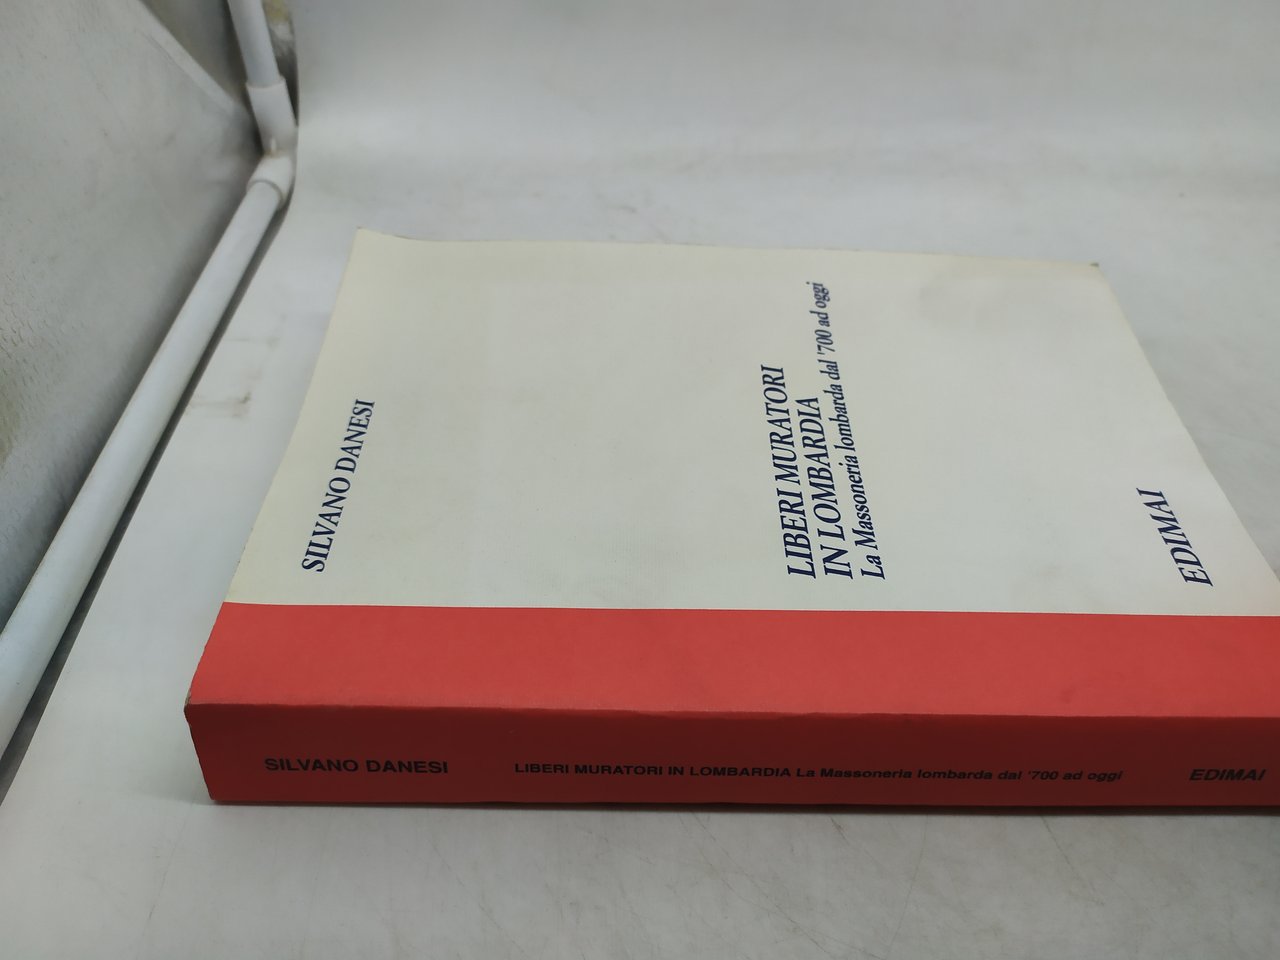 SILVANO DANESI
LIBERI MURATORI
IN LOMBARDIA
La Massoneria lombarda dal '700 ad oggi
EDIMAI
SILVANO DANESI LIBERI MURATORI IN LOMBARDIA La Massoneria lombarda dal '700 ad oggi EDIMAI